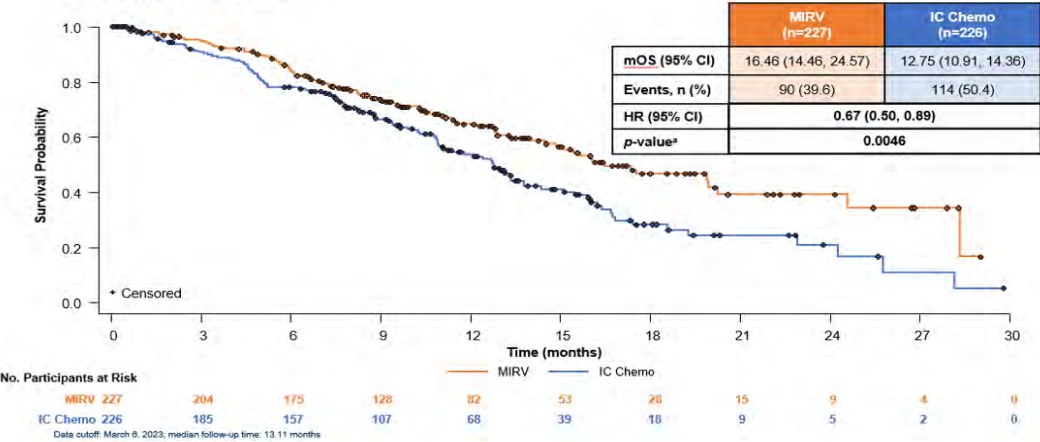 MIRV (n=227) IC Chemo (n=226)
mOS (95% CI) 16.46 (14.46, 24.57) 12.75 (10.91, 14.36)
Events, n (%) 90 (39.6) 114 (50.4)
HR (95% CI) 0.67 (0.50, 0.89)
p-valueᵃ 0.0046
Survival Probability
1.0
0.8
0.6
0.4
0.2
0.0
Censored
0 3 6 9 12 15 18 21 24 27 30
Time (months)
MIRV IC Chemo
No. Participants at Risk
MIRV 227 204 175 128 82 53 28 15 9 4 0
IC Chemo 226 185 157 107 68 39 18 9 5 2 0
Data cutoff: March 6, 2023; median follow-up time: 13.11 months